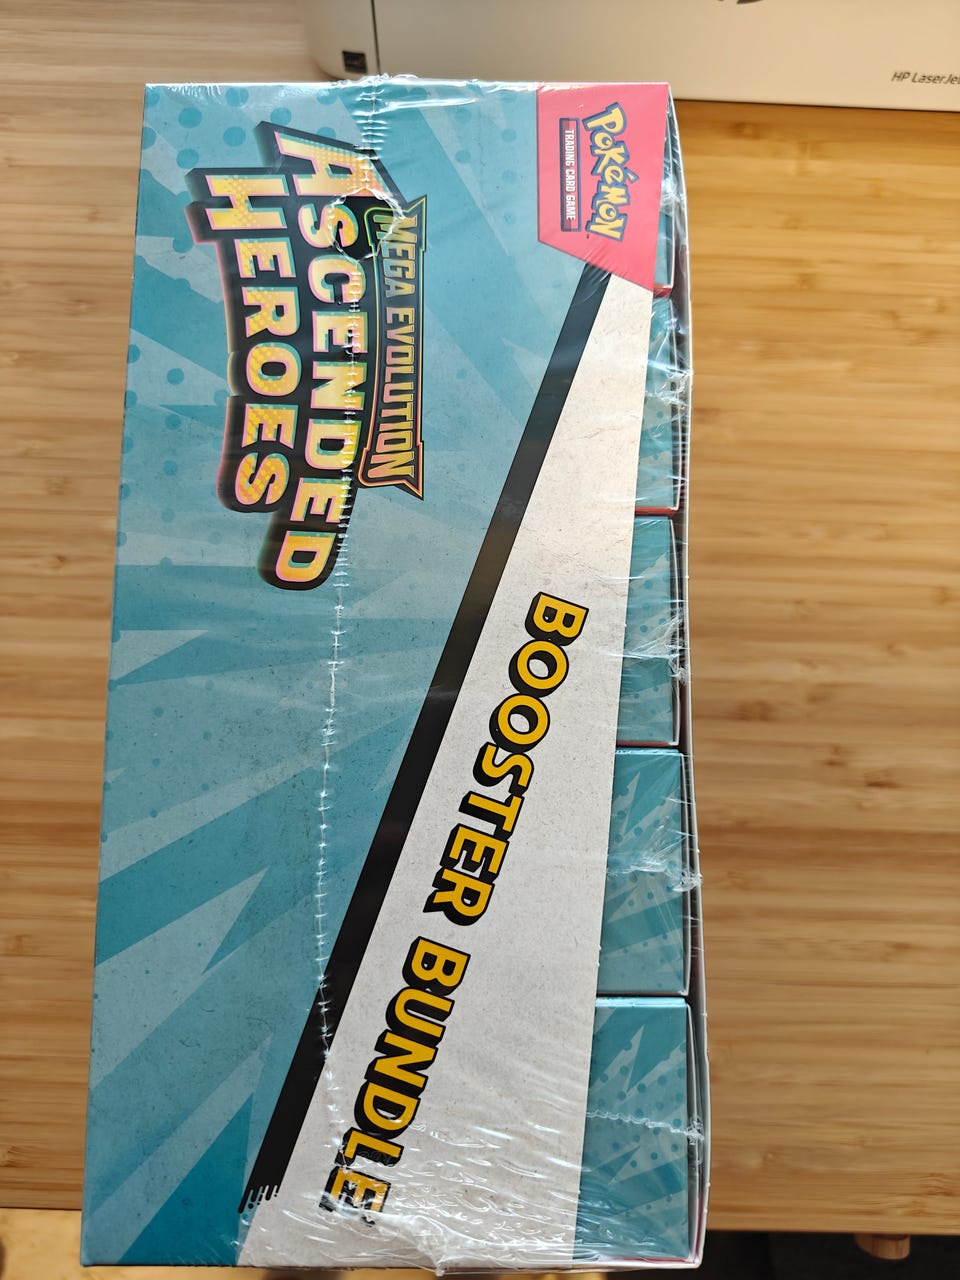 HP LaserJet
POKéMON
TRADING CARD GAME
MEGA EVOLUTION
ASCENDED
HEROES
BOOSTER BUNDLE